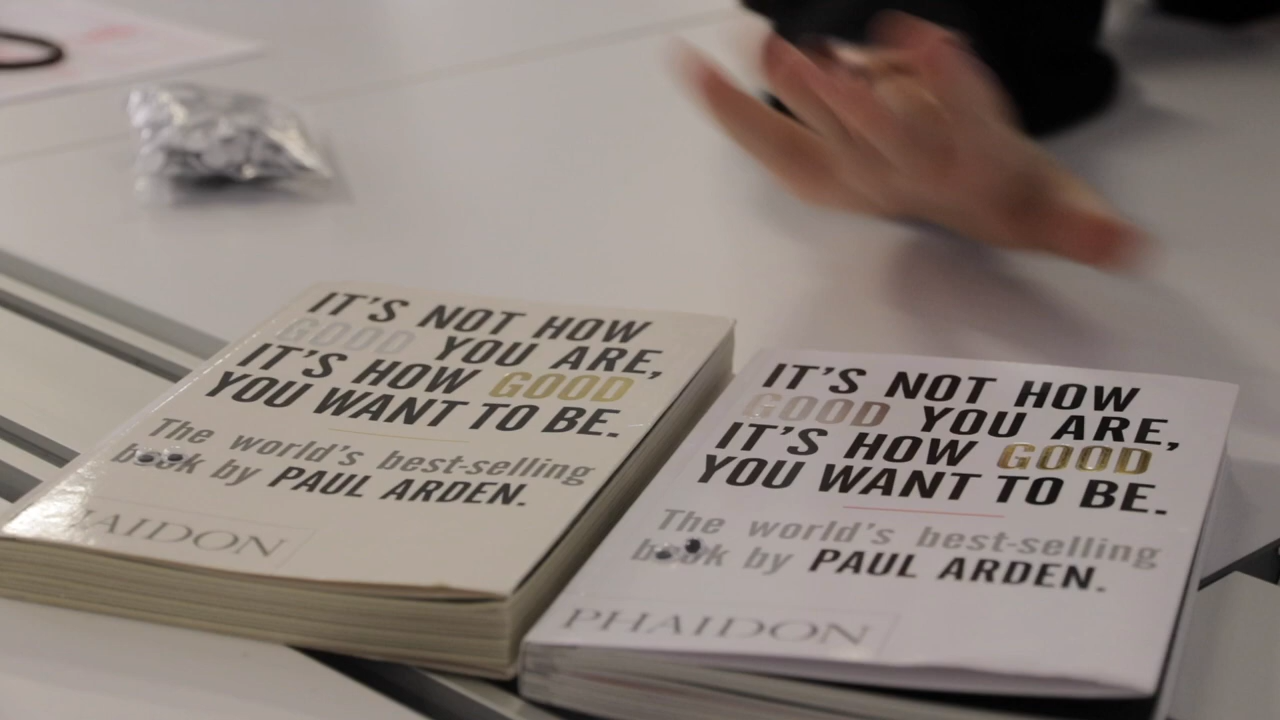 IT'S NOT HOW
GOOD YOU ARE,
IT'S HOW GOOD
YOU WANT TO BE.
The world's best-selling
book by PAUL ARDEN.
PHAIDON
IT'S NOT HOW
GOOD YOU ARE,
IT'S HOW GOOD
YOU WANT TO BE.
The world's best-selling
book by PAUL ARDEN.
PHAIDON